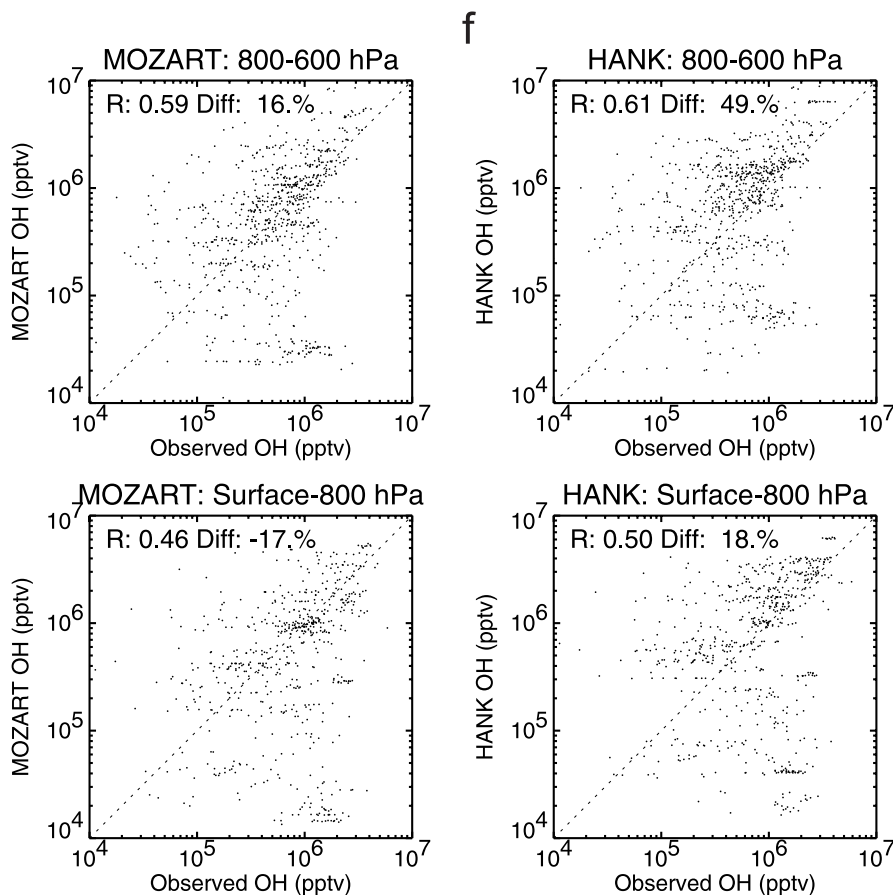 f
MOZART: 800-600 hPa
R: 0.59 Diff: 16.%
10^7
10^6
10^5
10^4
MOZART OH (pptv)
10^4 10^5 10^6 10^7
Observed OH (pptv)
HANK: 800-600 hPa
R: 0.61 Diff: 49.%
10^7
10^6
10^5
10^4
HANK OH (pptv)
10^4 10^5 10^6 10^7
Observed OH (pptv)
MOZART: Surface-800 hPa
R: 0.46 Diff: -17.%
10^7
10^6
10^5
10^4
MOZART OH (pptv)
10^4 10^5 10^6 10^7
Observed OH (pptv)
HANK: Surface-800 hPa
R: 0.50 Diff: 18.%
10^7
10^6
10^5
10^4
HANK OH (pptv)
10^4 10^5 10^6 10^7
Observed OH (pptv)